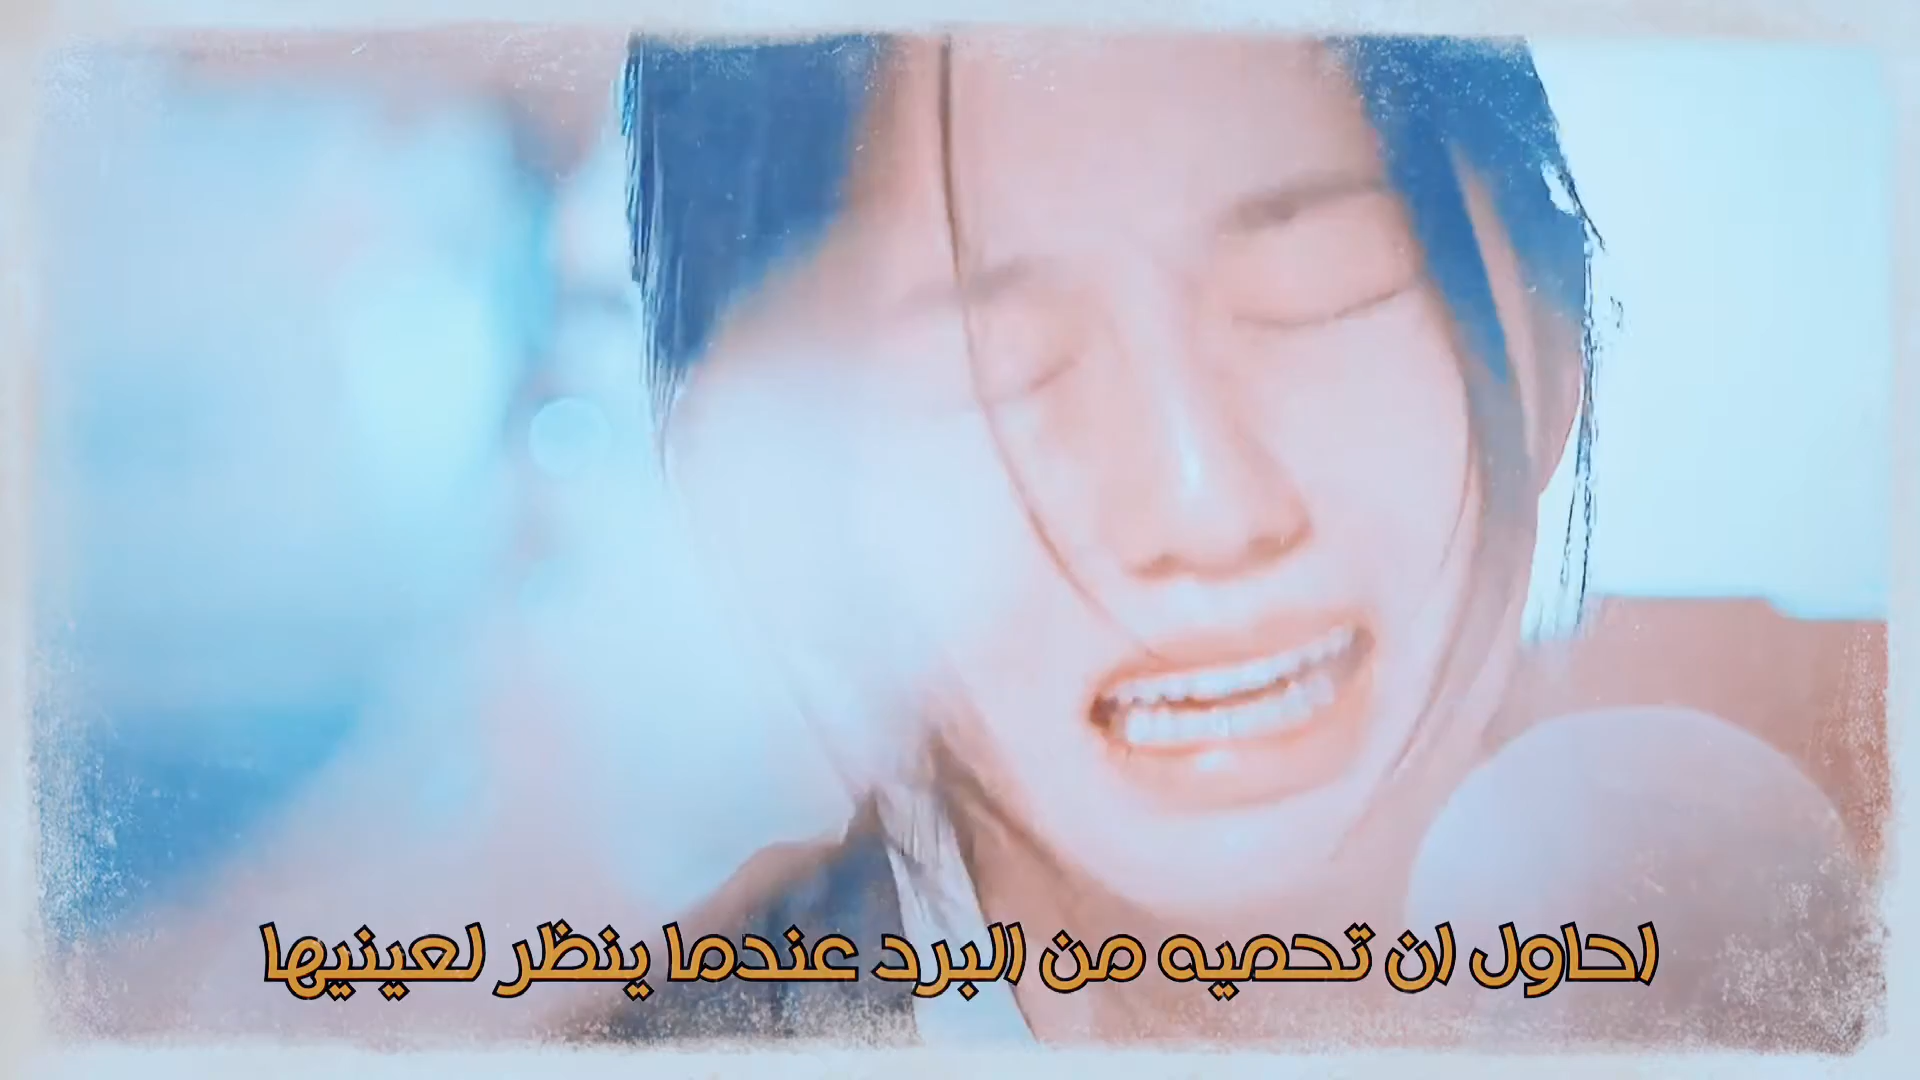 احاول ان تحميه من البرد عندما ينظر لعينيها